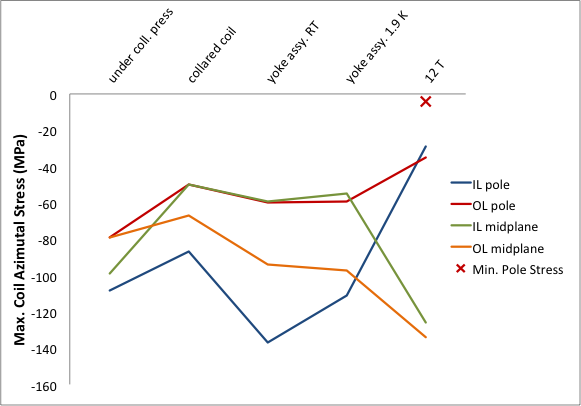 under coll. press
collared coil
yoke assy. RT
yoke assy. 1.9 K
12 T
Max. Coil Azimutal Stress (MPa)
0
-20
-40
-60
-80
-100
-120
-140
-160
IL pole
OL pole
IL midplane
OL midplane
Min. Pole Stress